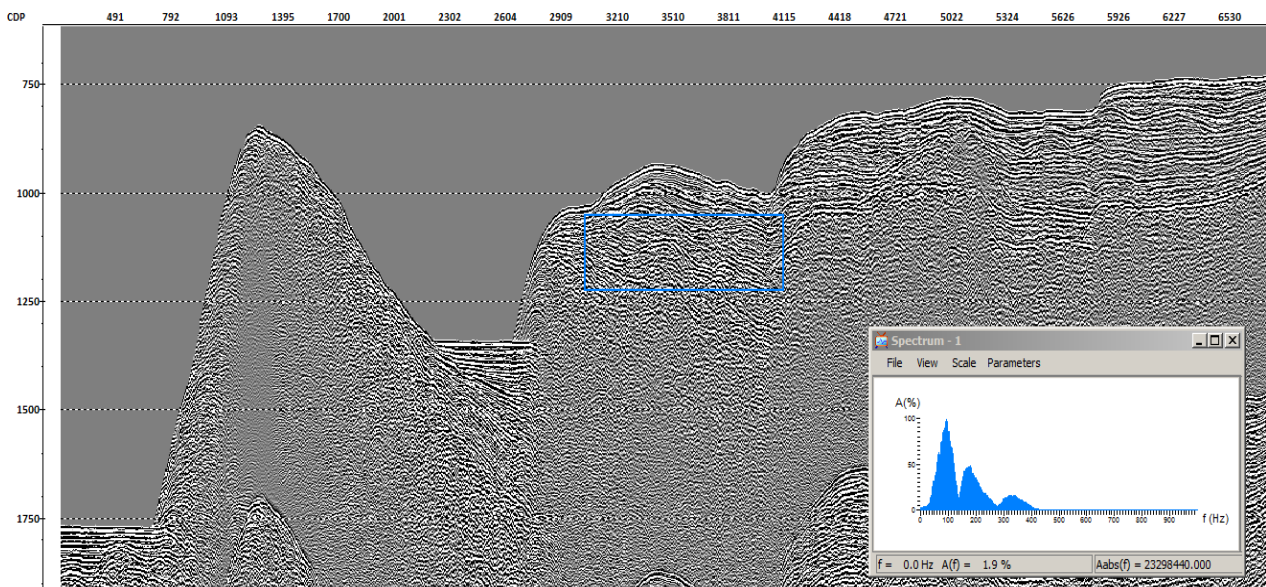 CDP 491 792 1093 1395 1700 2001 2302 2604 2909 3210 3510 3811 4115 4418 4721 5022 5324 5626 5926 6227 6530
750
1000
1250
1500
1750
Spectrum - 1
File View Scale Parameters
A(%)
100
50
0
0 100 200 300 400 500 600 700 800 900 f (Hz)
f = 0.0 Hz A(f) = 1.9 % Aabs(f) = 23298440.000